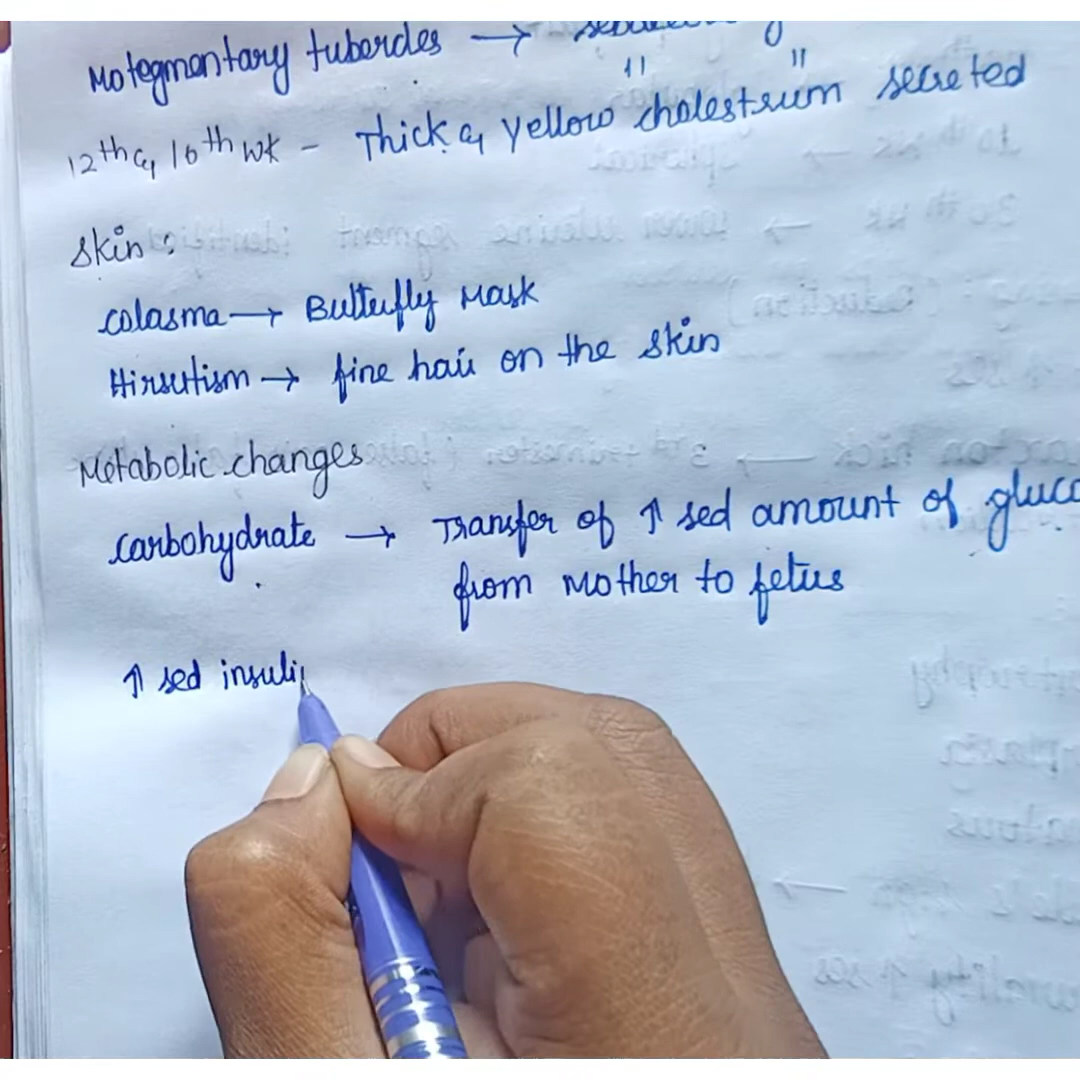 Motegmentary tubercles →
" "
12th & 16th wk - Thick & yellow cholestrum secreted
Skin:
Colasma → Butterfly Mask
Hirsutism → fine hair on the skin
Metabolic changes
Carbohydrate → Transfer of ↑ sed amount of gluco
from Mother to fetus
↑ sed insuli